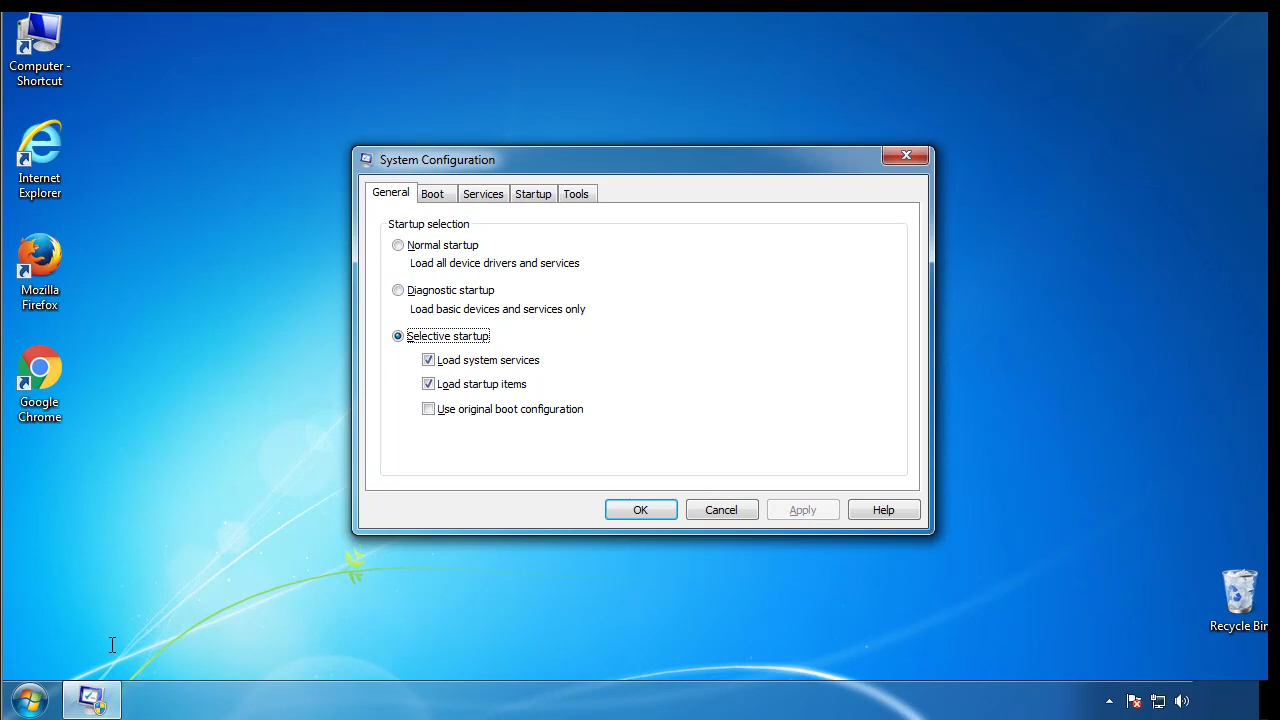 Computer -
Shortcut
Internet
Explorer
Mozilla
Firefox
Google
Chrome
System Configuration
General
Boot
Services
Startup
Tools
Startup selection
Normal startup
Load all device drivers and services
Diagnostic startup
Load basic devices and services only
Selective startup
Load system services
Load startup items
Use original boot configuration
OK
Cancel
Apply
Help
Recycle Bin